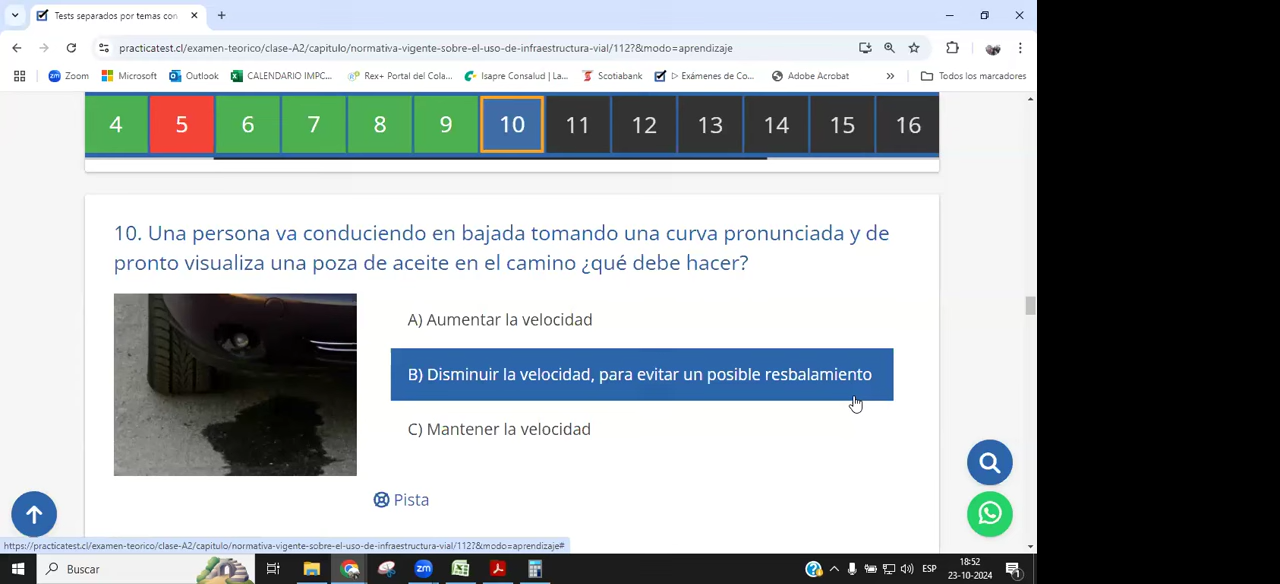 Tests separados por temas con
practicatest.cl/examen-teorico/clase-A2/capitulo/normativa-vigente-sobre-el-uso-de-infraestructura-vial/112?&modo=aprendizaje
Zoom Microsoft Outlook CALENDARIO IMPC... Rex+ Portal del Cola... Isapre Consalud | La... Scotiabank ▷ Exámenes de Co... Adobe Acrobat » Todos los marcadores
4 5 6 7 8 9 10 11 12 13 14 15 16
10. Una persona va conduciendo en bajada tomando una curva pronunciada y de
pronto visualiza una poza de aceite en el camino ¿qué debe hacer?
A) Aumentar la velocidad
B) Disminuir la velocidad, para evitar un posible resbalamiento
C) Mantener la velocidad
Pista
https://practicatest.cl/examen-teorico/clase-A2/capitulo/normativa-vigente-sobre-el-uso-de-infraestructura-vial/112?&modo=aprendizaje#
Buscar
zm
ESP
18:52
23-10-2024
1